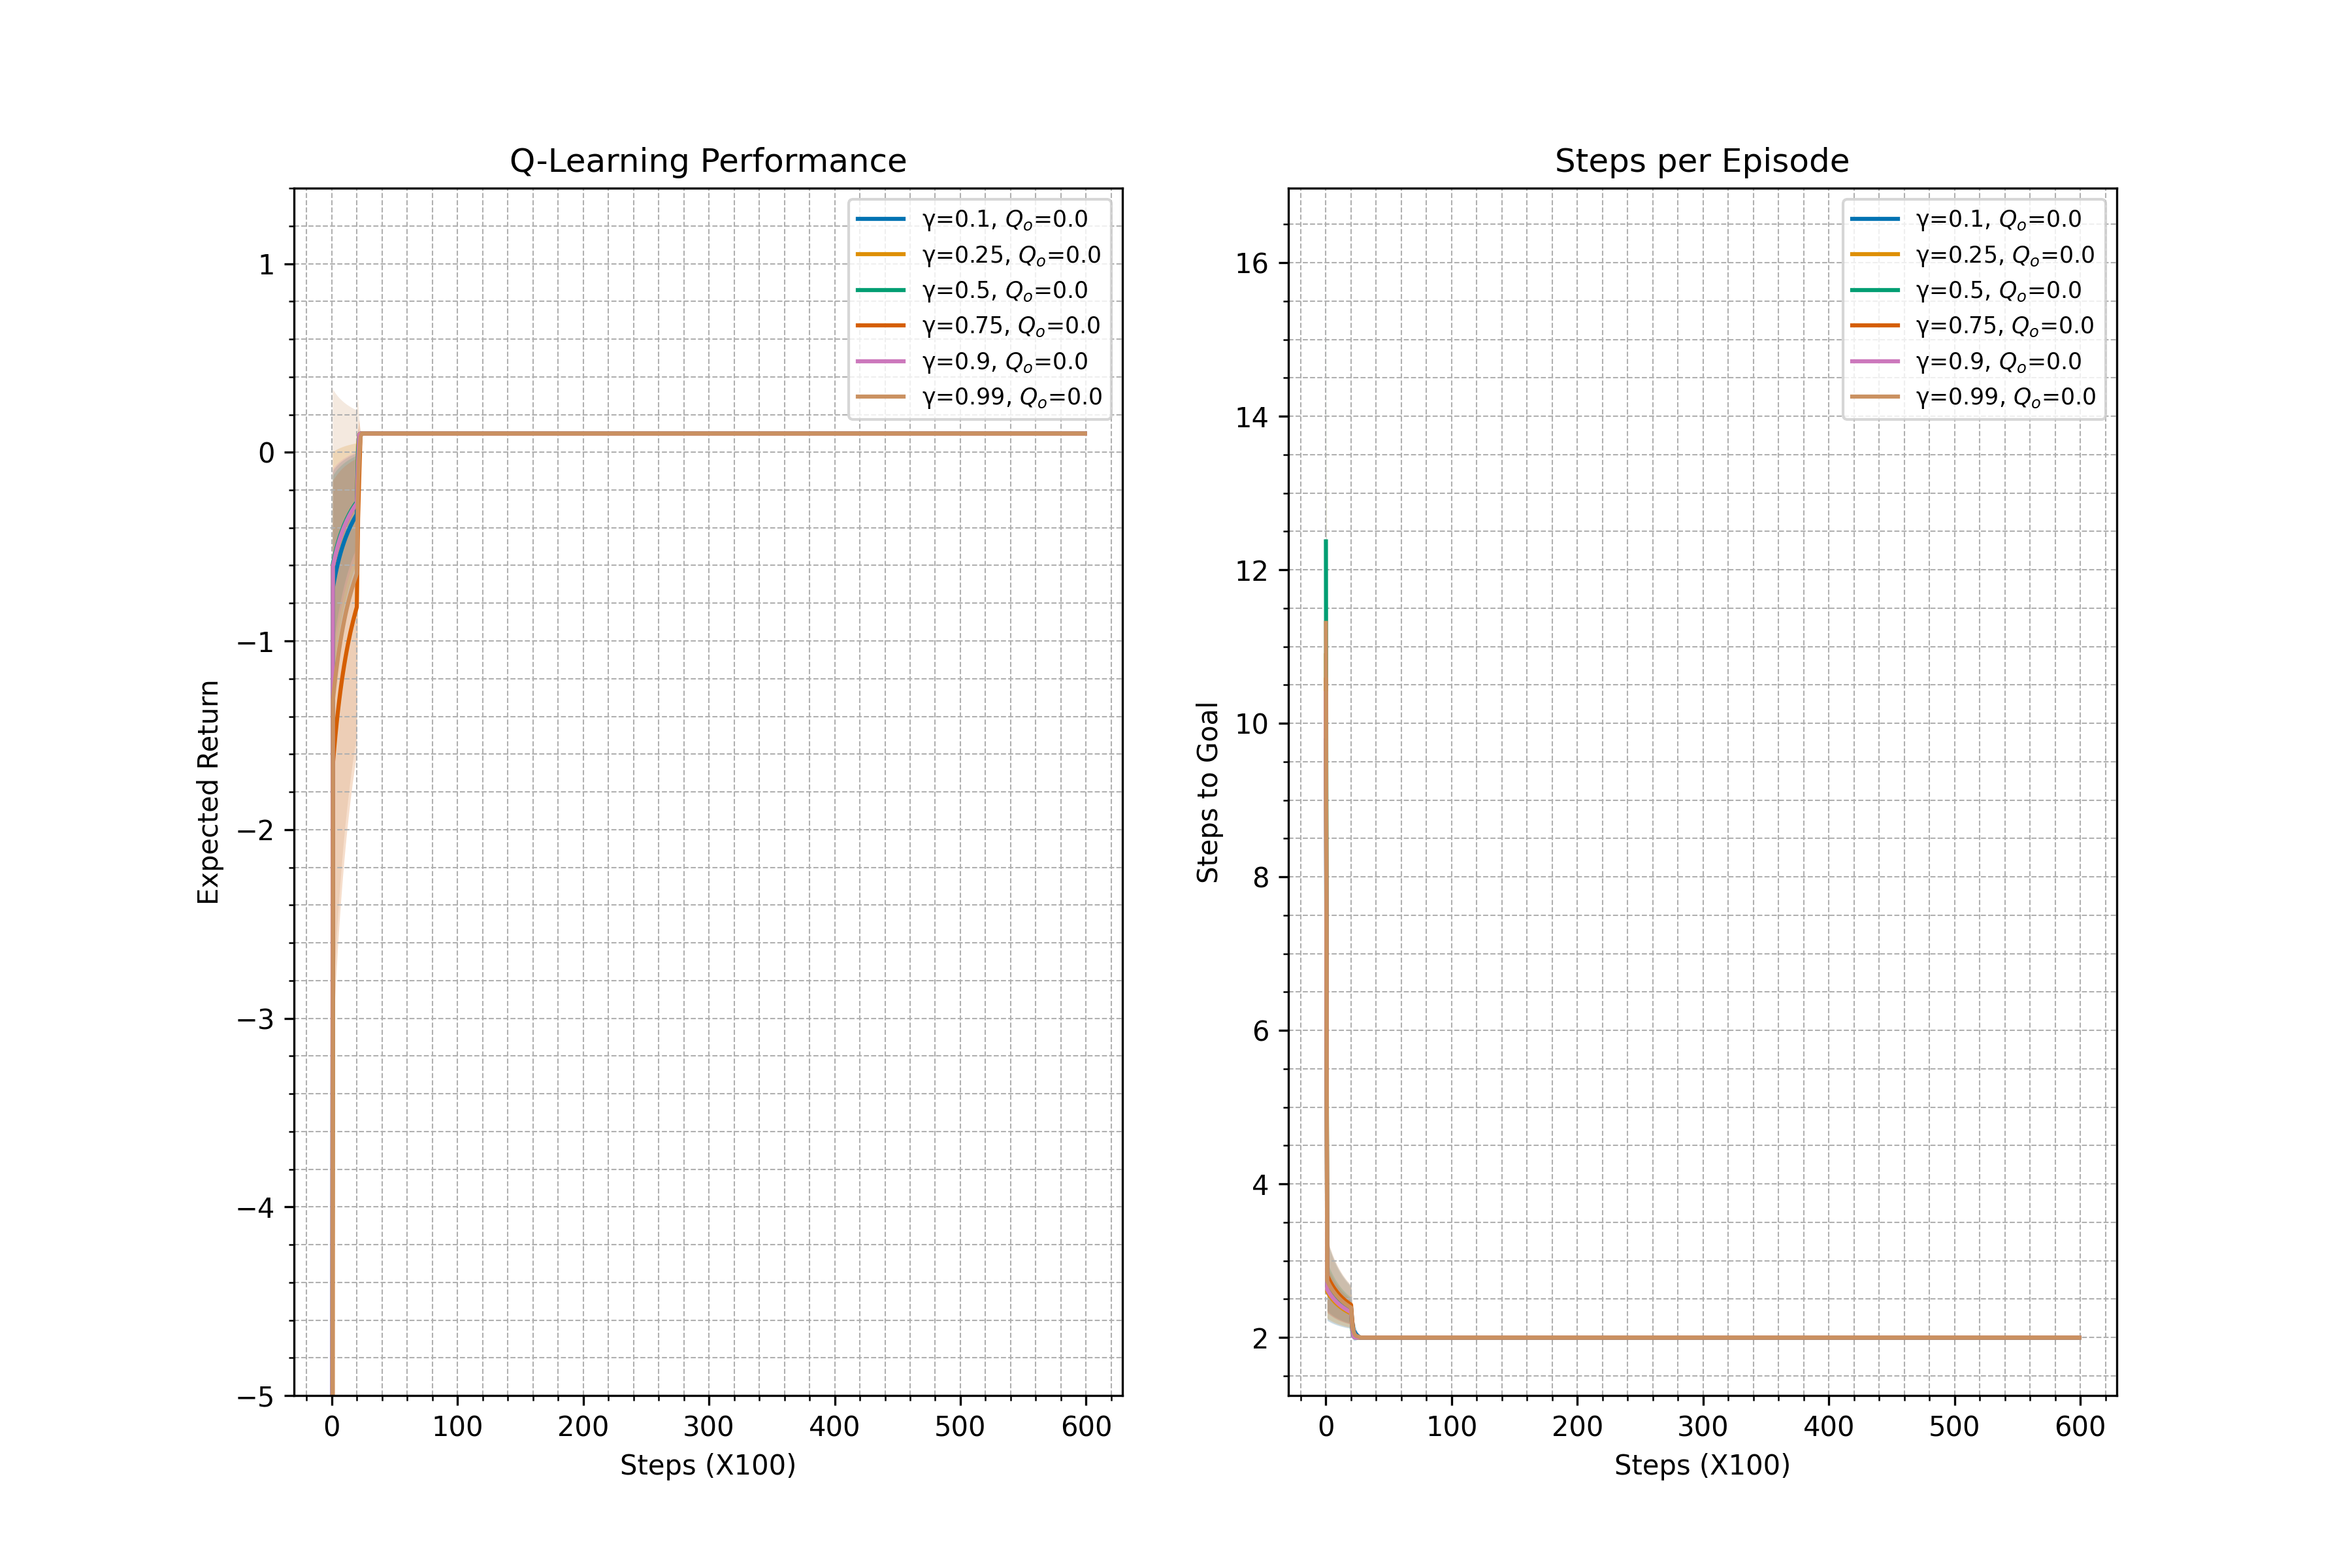 Q-Learning Performance
1
0
−1
−2
−3
−4
−5
Expected Return
0 100 200 300 400 500 600
Steps (X100)
γ=0.1, Qₒ=0.0
γ=0.25, Qₒ=0.0
γ=0.5, Qₒ=0.0
γ=0.75, Qₒ=0.0
γ=0.9, Qₒ=0.0
γ=0.99, Qₒ=0.0
Steps per Episode
16
14
12
10
8
6
4
2
Steps to Goal
0 100 200 300 400 500 600
Steps (X100)
γ=0.1, Qₒ=0.0
γ=0.25, Qₒ=0.0
γ=0.5, Qₒ=0.0
γ=0.75, Qₒ=0.0
γ=0.9, Qₒ=0.0
γ=0.99, Qₒ=0.0